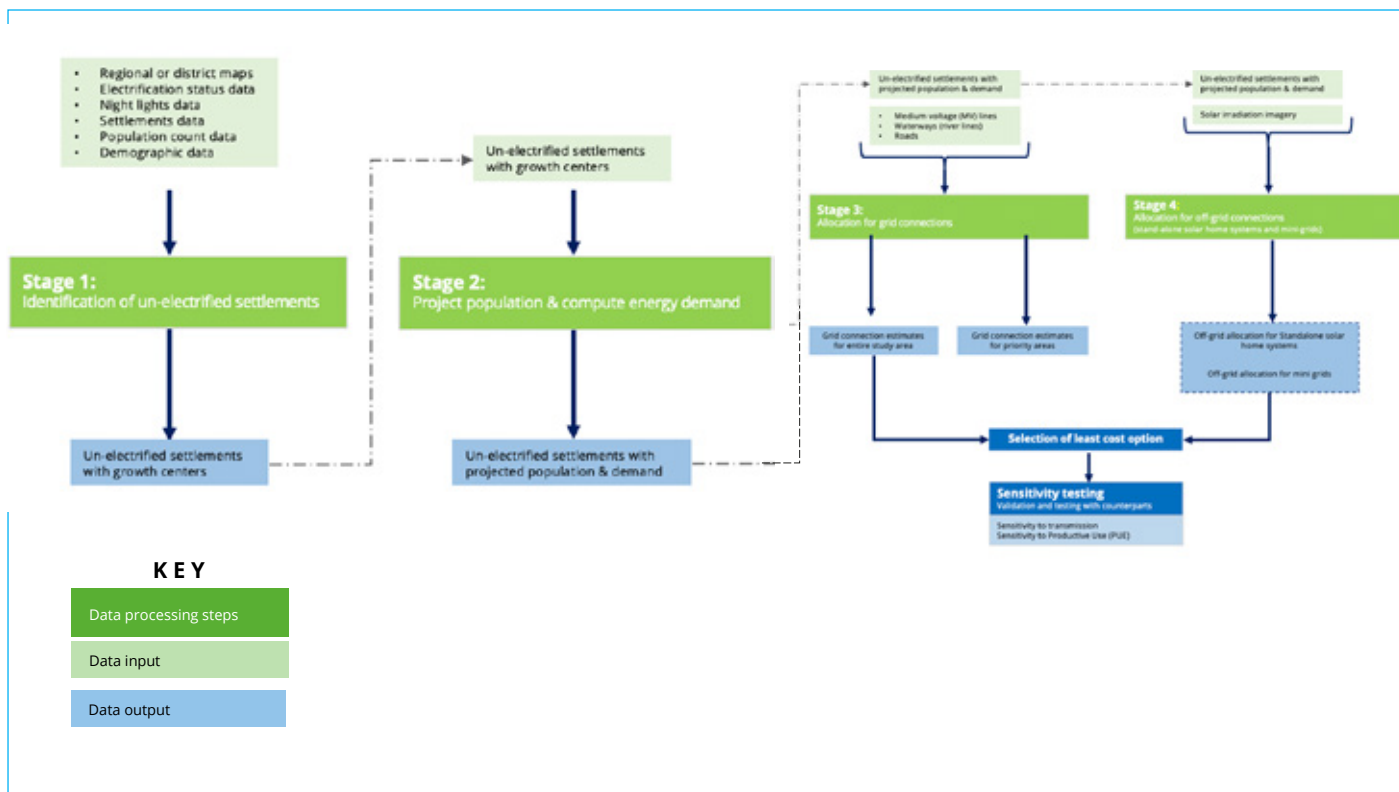 • Regional or district maps
• Electrification status data
• Night lights data
• Settlements data
• Population count data
• Demographic data
Stage 1:
Identification of un-electrified settlements
Un-electrified settlements
with growth centers
Un-electrified settlements
with growth centers
Stage 2:
Project population & compute energy demand
Un-electrified settlements with
projected population & demand
Un-electrified settlements with
projected population & demand
• Medium voltage (MV) lines
• Waterways (river lines)
• Roads
Stage 3:
Allocation for grid connections
Grid connection estimates
for entire study area
Grid connection estimates
for priority areas
Un-electrified settlements with
projected population & demand
Solar irradiation imagery
Stage 4:
Allocation for off-grid connections
(stand-alone solar home systems and mini-grids)
Off-grid allocation for Standalone solar
home systems
Off-grid allocation for mini grids
Selection of least cost option
Sensitivity testing
Validation and testing with counterparts
Sensitivity to transmission
Sensitivity to Productive Use (PUE)
KEY
Data processing steps
Data input
Data output